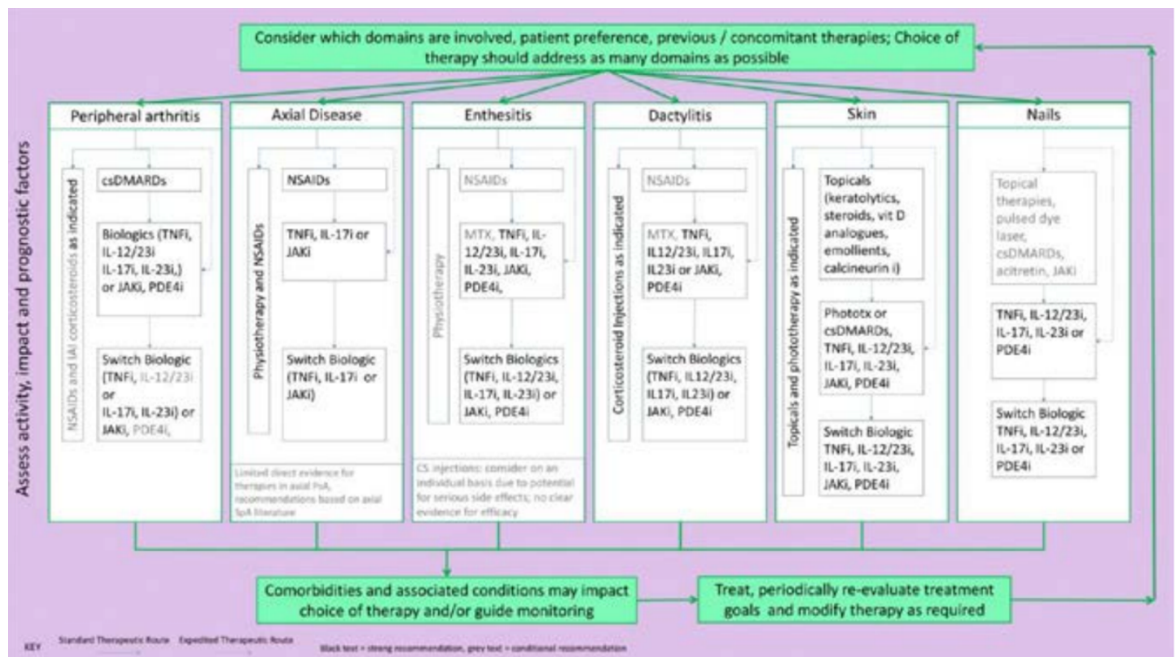 Consider which domains are involved, patient preference, previous / concomitant therapies; Choice of
therapy should address as many domains as possible
Assess activity, impact and prognostic factors
Peripheral arthritis
NSAIDs and IAI corticosteroids as indicated
csDMARDs
Biologics (TNFi,
IL-12/23i
IL-17i, IL-23i,)
or JAKi, PDE4i
Switch Biologic
(TNFi, IL-12/23i
or
IL-17i, IL-23i) or
JAKi, PDE4i,
Axial Disease
Physiotherapy and NSAIDs
NSAIDs
TNFi, IL-17i or
JAKi
Switch Biologic
(TNFi, IL-17i or
JAKi)
Limited direct evidence for
therapies in axial PsA,
recommendations based on axial
SpA literature
Enthesitis
Physiotherapy
NSAIDs
MTX, TNFi, IL-
12/23i, IL-17i,
IL-23i, JAKi,
PDE4i,
Switch Biologics
(TNFi, IL-12/23i,
IL-17i, IL-23i) or
JAKi, PDE4i
CS injections: consider on an
individual basis due to potential
for serious side effects; no clear
evidence for efficacy
Dactylitis
Corticosteroid Injections as indicated
NSAIDs
MTX, TNFi,
IL12/23i, IL17i,
IL23i or JAKi,
PDE4i
Switch Biologics
(TNFi, IL12/23i,
IL17i, IL23i) or
JAKi, PDE4i
Skin
Topicals and phototherapy as indicated
Topicals
(keratolytics,
steroids, vit D
analogues,
emollients,
calcineurin i)
Phototx or
csDMARDs,
TNFi, IL-12/23i,
IL-17i, IL-23i,
JAKi, PDE4i
Switch Biologic
TNFi, IL-12/23i,
IL-17i, IL-23i,
JAKi, PDE4i
Nails
Topical
therapies,
pulsed dye
laser,
csDMARDs,
acitretin, JAKi
TNFi, IL-12/23i,
IL-17i, IL-23i or
PDE4i
Switch Biologic
TNFi, IL-12/23i,
IL-17i, IL-23i or
PDE4i
Comorbidities and associated conditions may impact
choice of therapy and/or guide monitoring
Treat, periodically re-evaluate treatment
goals and modify therapy as required
KEY
Standard Therapeutic Route
Expedited Therapeutic Route
black text = strong recommendation, grey text = conditional recommendation